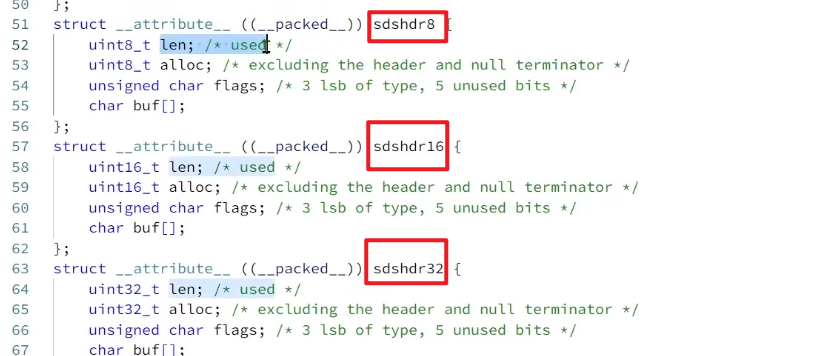 50 };
51 struct __attribute__ ((__packed__)) sdshdr8 {
52 uint8_t len; /* used */
53 uint8_t alloc; /* excluding the header and null terminator */
54 unsigned char flags; /* 3 lsb of type, 5 unused bits */
55 char buf[];
56 };
57 struct __attribute__ ((__packed__)) sdshdr16 {
58 uint16_t len; /* used */
59 uint16_t alloc; /* excluding the header and null terminator */
60 unsigned char flags; /* 3 lsb of type, 5 unused bits */
61 char buf[];
62 };
63 struct __attribute__ ((__packed__)) sdshdr32 {
64 uint32_t len; /* used */
65 uint32_t alloc; /* excluding the header and null terminator */
66 unsigned char flags; /* 3 lsb of type, 5 unused bits */
67 char buf[];